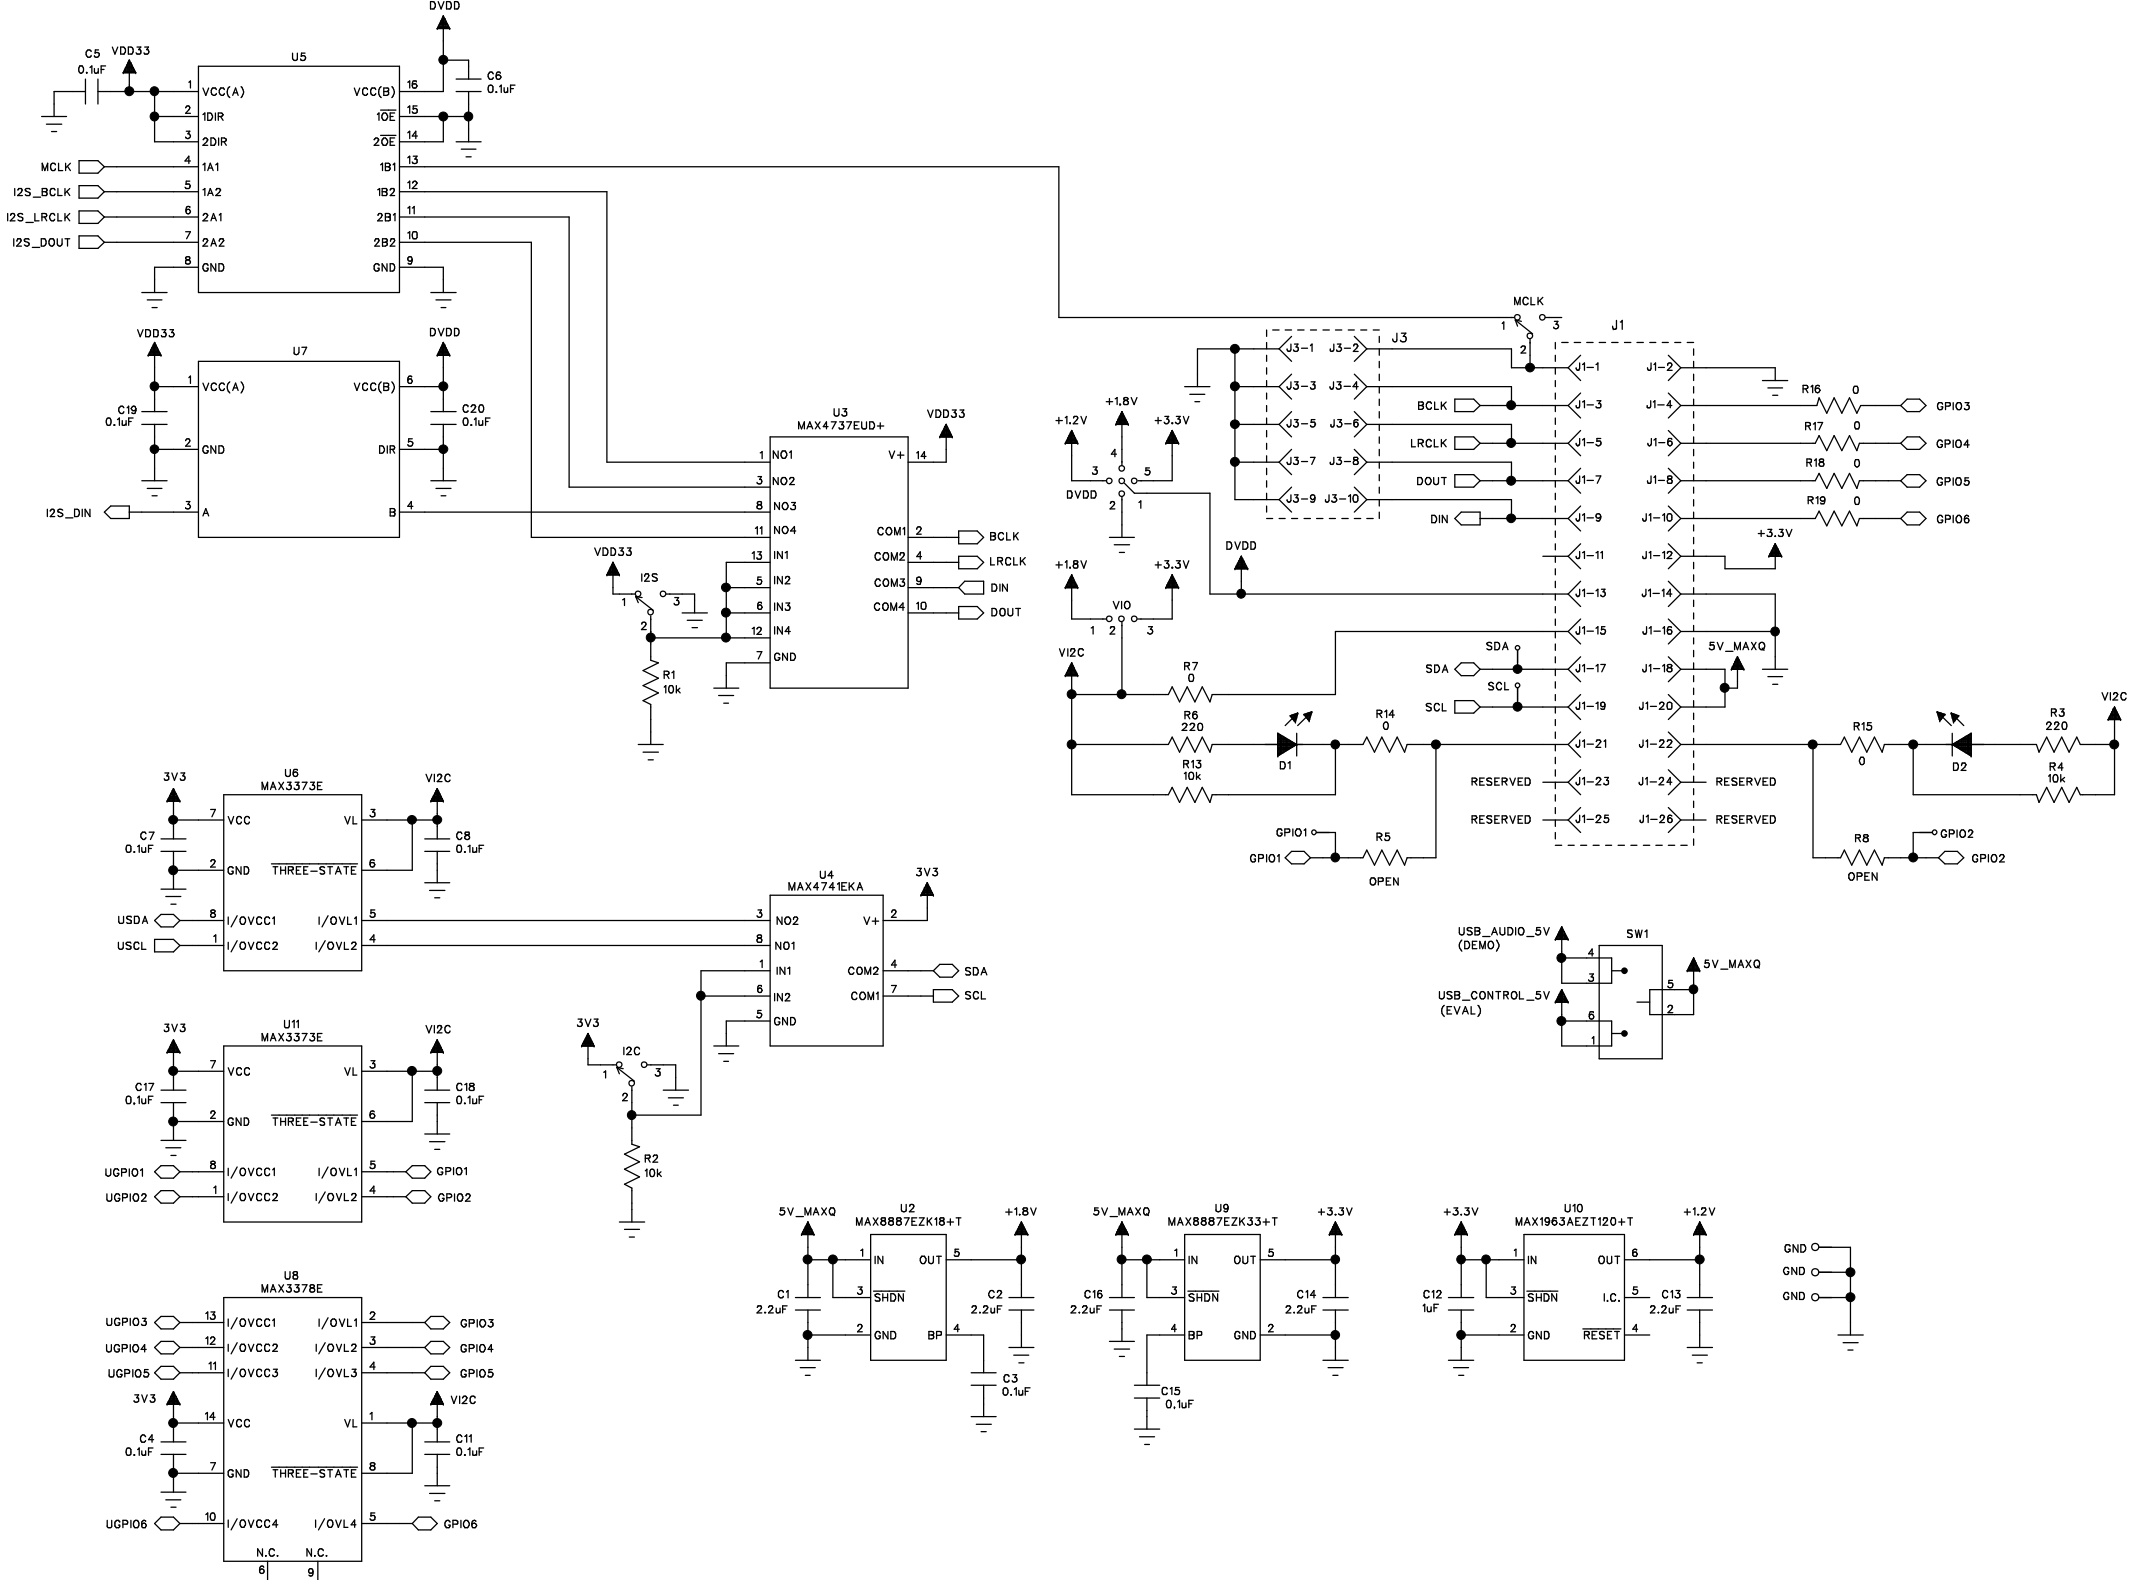 DVDD
C5
0.1uF
VDD33
U5
C6
0.1uF
1 VCC(A) VCC(B) 16
2 1DIR 1OE 15
3 2DIR 2OE 14
MCLK 4 1A1 1B1 13
I2S_BCLK 5 1A2 1B2 12
I2S_LRCLK 6 2A1 2B1 11
I2S_DOUT 7 2A2 2B2 10
8 GND GND 9
VDD33 U7 DVDD
1 VCC(A) VCC(B) 6
C19
0.1uF
C20
0.1uF
2 GND DIR 5
I2S_DIN 3 A B 4
U3
MAX4737EUD+
VDD33
1 NO1 V+ 14
3 NO2
8 NO3
11 NO4
13 IN1
5 IN2
6 IN3
12 IN4
7 GND
COM1 2 BCLK
COM2 4 LRCLK
COM3 9 DIN
COM4 10 DOUT
VDD33
I2S
1 3
2
R1
10k
MCLK
1 3
2
J3
J3-1 J3-2
J3-3 J3-4
J3-5 J3-6
J3-7 J3-8
J3-9 J3-10
J1
J1-1 J1-2
BCLK J1-3 J1-4 R16 0 GPIO3
LRCLK J1-5 J1-6 R17 0 GPIO4
DOUT J1-7 J1-8 R18 0 GPIO5
DIN J1-9 J1-10 R19 0 GPIO6
J1-11 J1-12 +3.3V
J1-13 J1-14
J1-15 J1-16
SDA
SDA J1-17 J1-18 5V_MAXQ
SCL
SCL J1-19 J1-20
J1-21 J1-22
RESERVED J1-23 J1-24 RESERVED
RESERVED J1-25 J1-26 RESERVED
+1.8V
+1.2V +3.3V
4
3 5
DVDD
2 1
DVDD
+1.8V +3.3V
VIO
1 2 3
VI2C
R7
0
R6
220
D1
R14
0
R13
10k
GPIO1
GPIO1
R5
OPEN
R15
0
D2
R3
220
VI2C
R4
10k
R8
OPEN
GPIO2
GPIO2
U6
MAX3373E
3V3 VI2C
7 VCC VL 3
C7
0.1uF
C8
0.1uF
2 GND THREE-STATE 6
USDA 8 I/OVCC1 I/OVL1 5
USCL 1 I/OVCC2 I/OVL2 4
U4
MAX4741EKA
3V3
3 NO2 V+ 2
8 NO1
1 IN1 COM2 4 SDA
6 IN2 COM1 7 SCL
5 GND
3V3
I2C
1 3
2
R2
10k
USB_AUDIO_5V
(DEMO)
SW1
4
3
5V_MAXQ
5
USB_CONTROL_5V
(EVAL)
2
6
1
U11
MAX3373E
3V3 VI2C
7 VCC VL 3
C17
0.1uF
C18
0.1uF
2 GND THREE-STATE 6
UGPIO1 8 I/OVCC1 I/OVL1 5 GPIO1
UGPIO2 1 I/OVCC2 I/OVL2 4 GPIO2
U8
MAX3378E
UGPIO3 13 I/OVCC1 I/OVL1 2 GPIO3
UGPIO4 12 I/OVCC2 I/OVL2 3 GPIO4
UGPIO5 11 I/OVCC3 I/OVL3 4 GPIO5
3V3 VI2C
14 VCC VL 1
C4
0.1uF
C11
0.1uF
7 GND THREE-STATE 8
UGPIO6 10 I/OVCC4 I/OVL4 5 GPIO6
N.C. N.C.
6 9
5V_MAXQ
U2
MAX8887EZK18+T
+1.8V
1 IN OUT 5
C1
2.2uF
3 SHDN
C2
2.2uF
2 GND BP 4
C3
0.1uF
5V_MAXQ
U9
MAX8887EZK33+T
+3.3V
1 IN OUT 5
C16
2.2uF
3 SHDN
C14
2.2uF
4 BP GND 2
C15
0.1uF
+3.3V
U10
MAX1963AEZT120+T
+1.2V
1 IN OUT 6
C12
1uF
3 SHDN I.C. 5
C13
2.2uF
2 GND RESET 4
GND
GND
GND